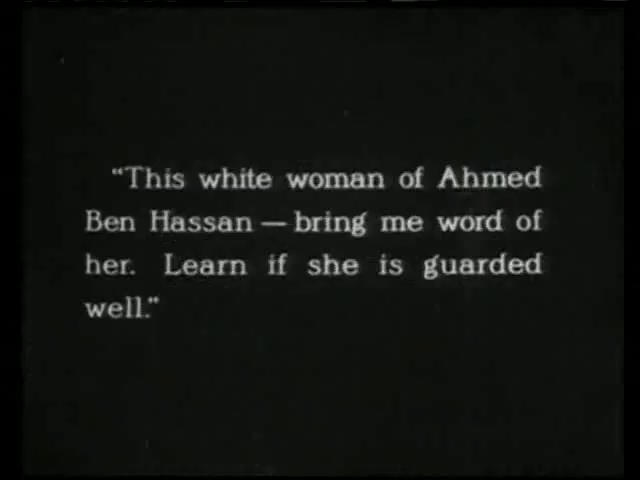 “This white woman of Ahmed
Ben Hassan — bring me word of
her. Learn if she is guarded
well.”